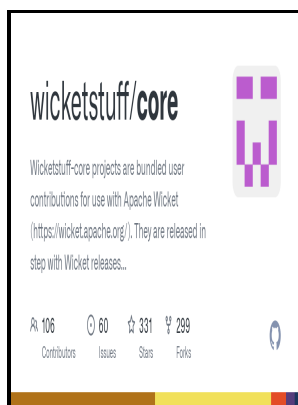 wicketstuff/core
Wicketstuff-core projects are bundled user
contributions for use with Apache Wicket
(https://wicket.apache.org/). They are released in
step with Wicket releases...
106 60 331 299
Contributors Issues Stars Forks